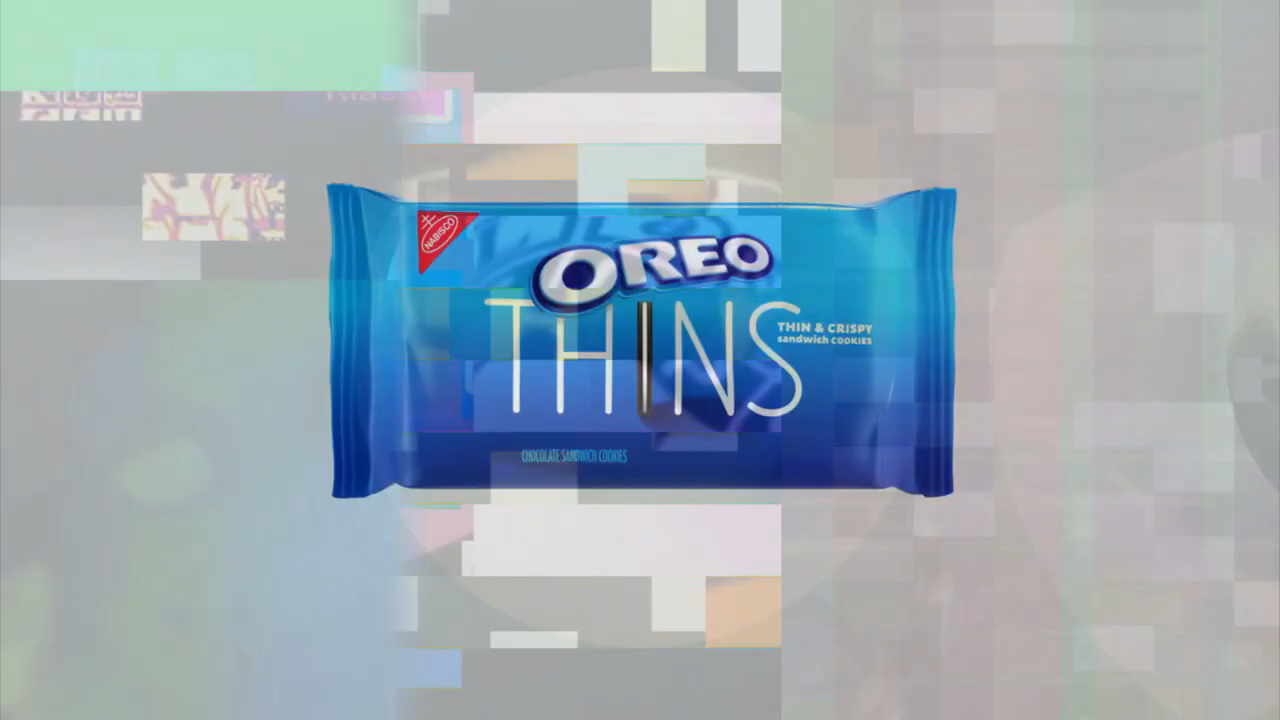 NABISCO
OREO
THINS
THIN & CRISPY
sandwich COOKIES
CHOCOLATE SANDWICH COOKIES